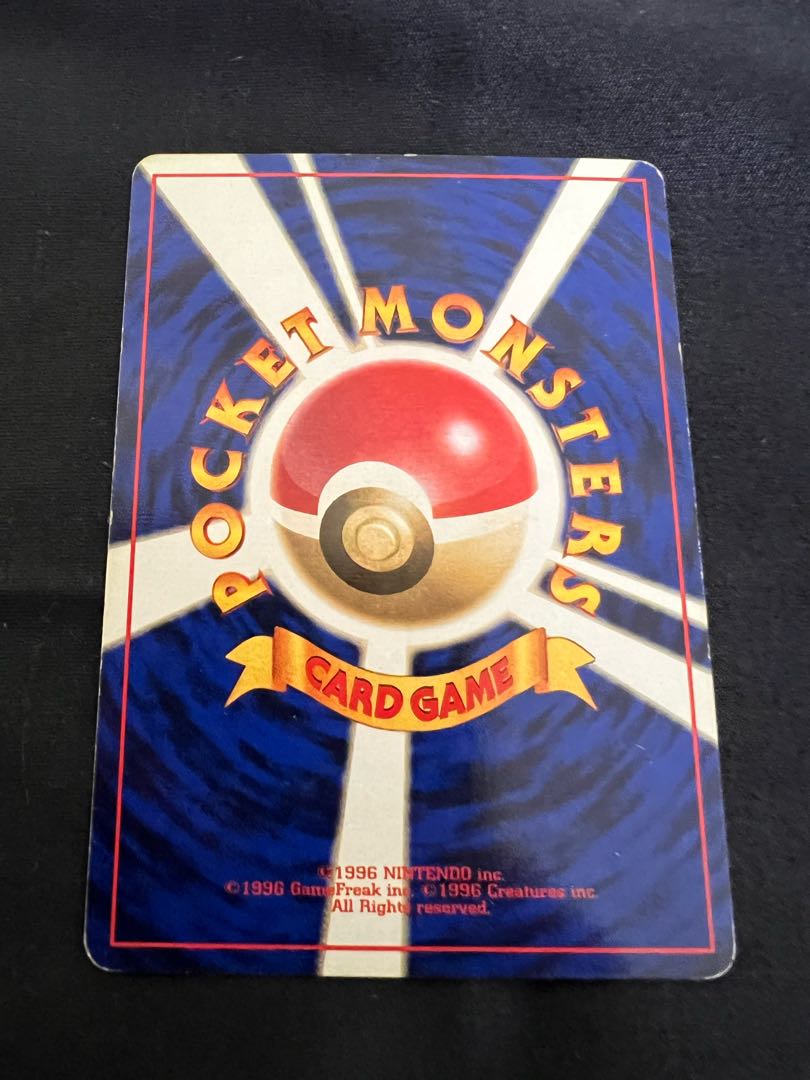 POCKET MONSTERS
CARD GAME
©1996 NINTENDO inc.
©1996 GameFreak inc. ©1996 Creatures inc.
All Rights reserved.